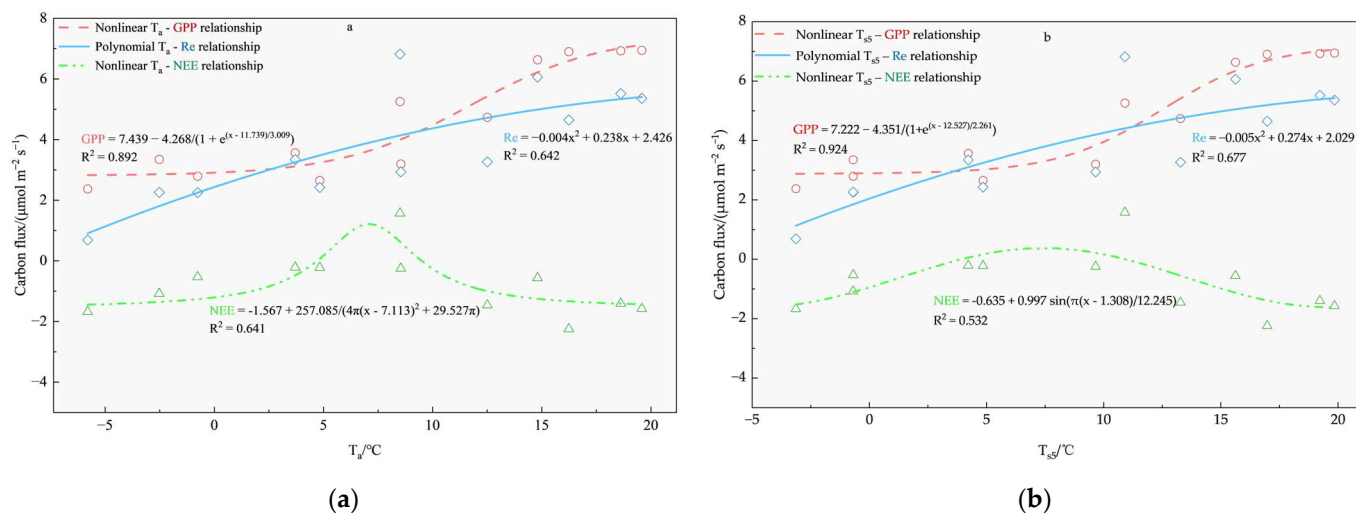 a
Nonlinear Ta - GPP relationship
Polynomial Ta - Re relationship
Nonlinear Ta - NEE relationship
GPP = 7.439 − 4.268/(1 + e^(x - 11.739)/3.009)
R² = 0.892
Re = −0.004x² + 0.238x + 2.426
R² = 0.642
NEE = -1.567 + 257.085/(4π(x - 7.113)² + 29.527π)
R² = 0.641
Carbon flux/(μmol m⁻² s⁻¹)
8
6
4
2
0
−2
−4
−5
0
5
10
15
20
Ta/°C
(a)
b
Nonlinear Ts5 – GPP relationship
Polynomial Ts5 – Re relationship
Nonlinear Ts5 – NEE relationship
GPP = 7.222 − 4.351/(1+e^(x - 12.527)/2.261)
R² = 0.924
Re = −0.005x² + 0.274x + 2.029
R² = 0.677
NEE = -0.635 + 0.997 sin(π(x - 1.308)/12.245)
R² = 0.532
Carbon flux/(μmol m⁻² s⁻¹)
8
6
4
2
0
−2
−4
−5
0
5
10
15
20
Ts5/℃
(b)